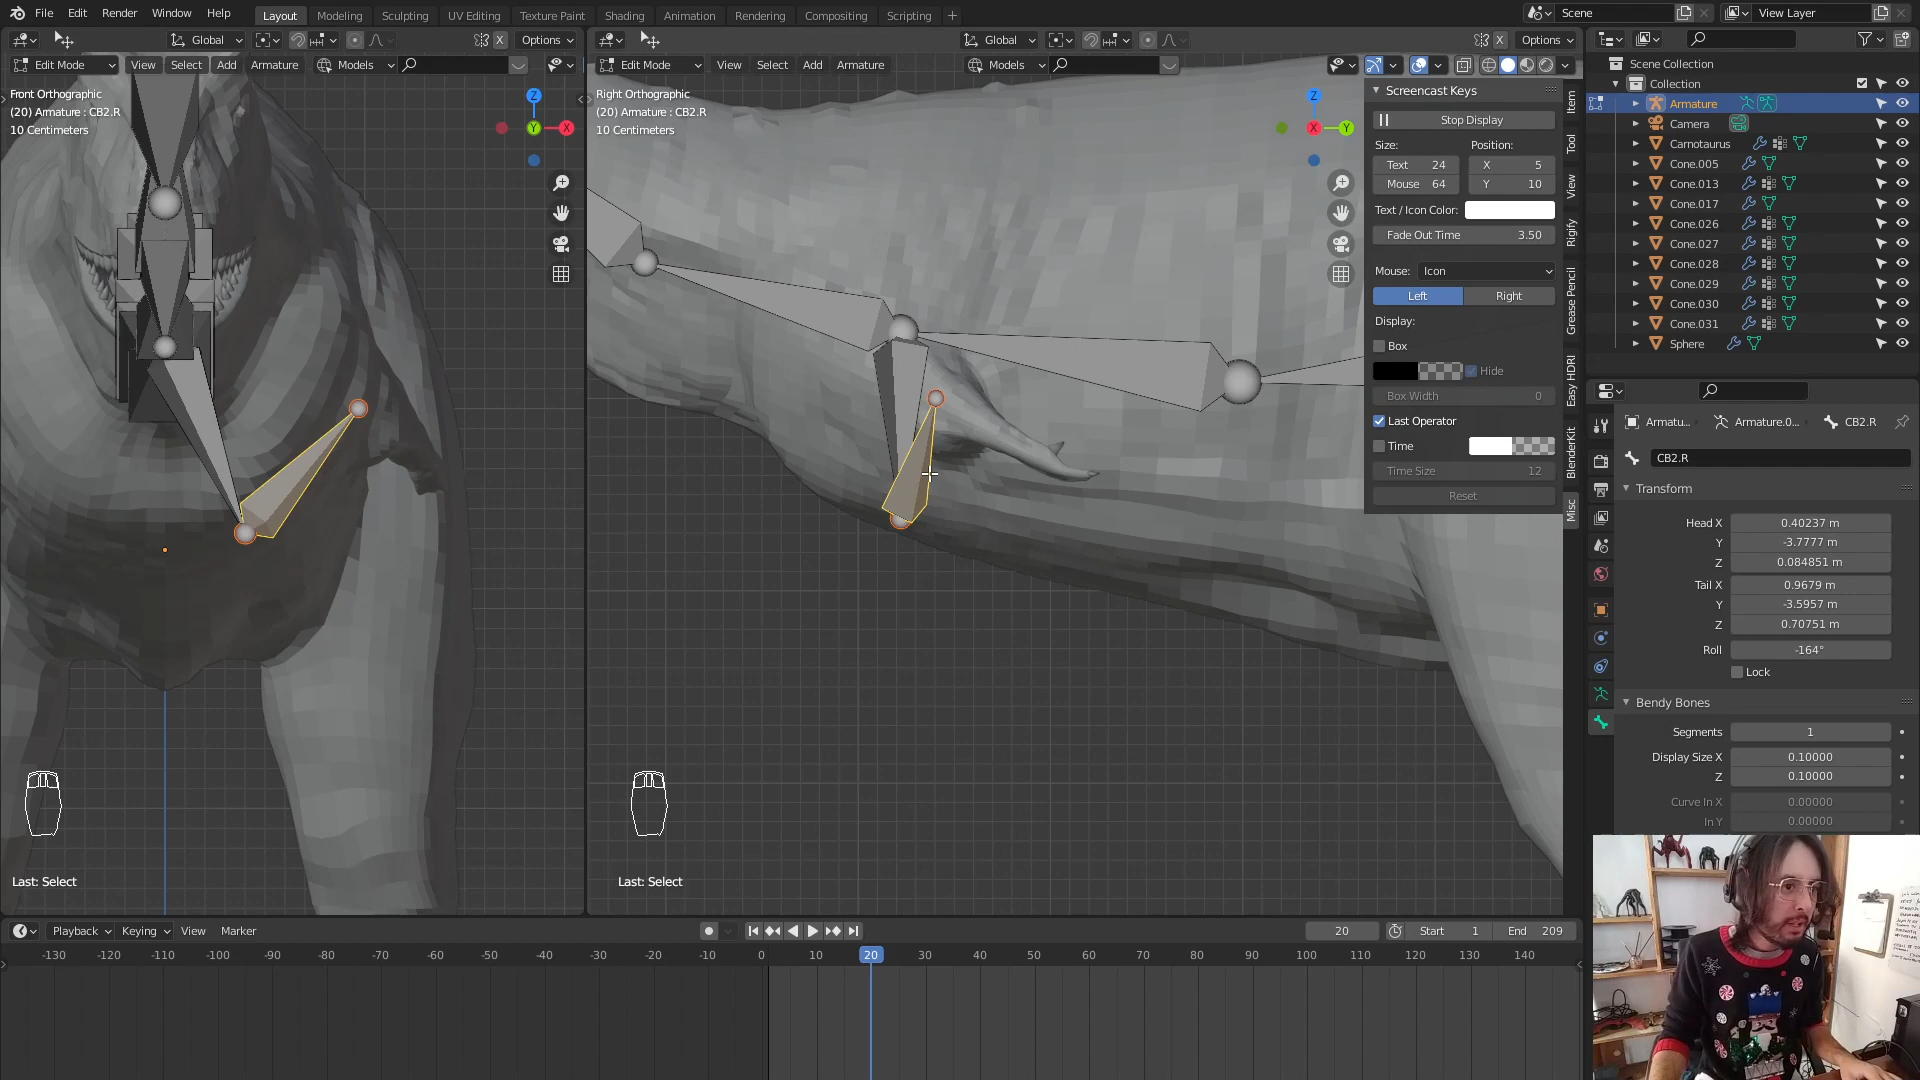 File Edit Render Window Help
Layout Modeling Sculpting UV Editing Texture Paint Shading Animation Rendering Compositing Scripting +
Scene
View Layer
Global Options
Global Options
Edit Mode View Select Add Armature Models
Edit Mode View Select Add Armature Models
Front Orthographic
(20) Armature : CB2.R
10 Centimeters
Z
Y
X
Right Orthographic
(20) Armature : CB2.R
10 Centimeters
Z
X
Y
Screencast Keys
Stop Display
Size: Position:
Text 24 X 5
Mouse 64 Y 10
Text / Icon Color:
Fade Out Time 3.50
Mouse: Icon
Left Right
Display:
Box
Hide
Box Width 0
Last Operator
Time
Time Size 12
Reset
Item
Tool
View
Rigify
Grease Pencil
Easy HDRI
BlenderKit
Misc
Scene Collection
Collection
Armature
Camera
Carnotaurus
Cone.005
Cone.013
Cone.017
Cone.026
Cone.027
Cone.028
Cone.029
Cone.030
Cone.031
Sphere
Armatu... Armature.0... CB2.R
CB2.R
Transform
Head X 0.40237 m
Y -3.7777 m
Z 0.084851 m
Tail X 0.9679 m
Y -3.5957 m
Z 0.70751 m
Roll -164°
Lock
Bendy Bones
Segments 1
Display Size X 0.10000
Z 0.10000
Curve In X 0.00000
In Y 0.00000
Last: Select
Last: Select
Playback Keying View Marker
20 Start 1 End 209
-130 -120 -110 -100 -90 -80 -70 -60 -50 -40 -30 -20 -10 0 10 20 30 40 50 60 70 80 90 100 110 120 130 140